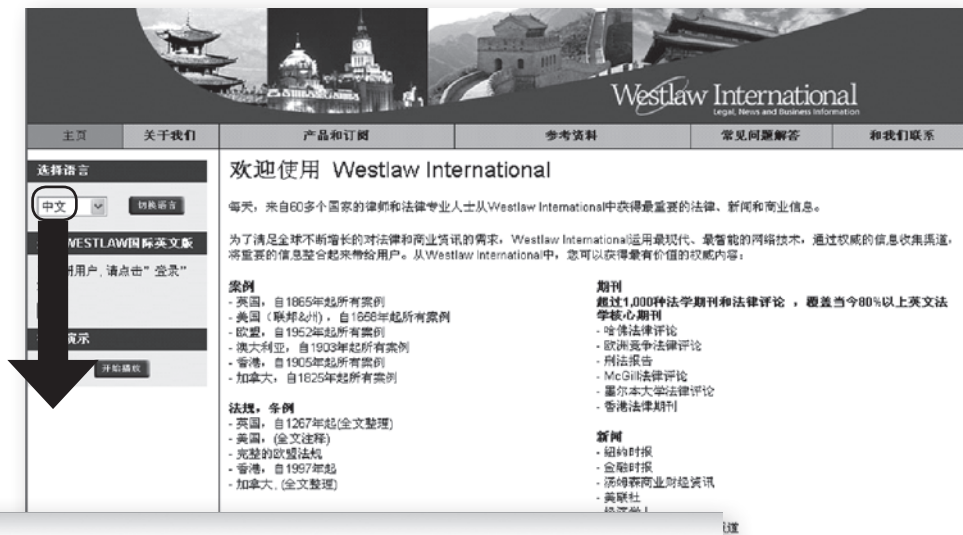 Westlaw International
Legal, News and Business Information
主页
关于我们
产品和订阅
参考资料
常见问题解答
和我们联系
选择语言
中文
切换语言
WESTLAW国际英文版
用户, 请点击" 登录"
演示
开始播放
欢迎使用 Westlaw International
每天，来自60多个国家的律师和法律专业人士从Westlaw International中获得最重要的法律、新闻和商业信息。
为了满足全球不断增长的对法律和商业资讯的需求，Westlaw International运用最现代、最智能的网络技术，通过权威的信息收集渠道，
将重要的信息整合起来带给用户。从Westlaw International中，您可以获得最有价值的权威内容：
案例
- 英国，自1865年起所有案例
- 美国（联邦&州），自1658年起所有案例
- 欧盟，自1952年起所有案例
- 澳大利亚，自1903年起所有案例
- 香港，自1905年起所有案例
- 加拿大，自1825年起所有案例
法规，条例
- 英国，自1267年起(全文整理)
- 美国，(全文注释)
- 完整的欧盟法规
- 香港，自1997年起
- 加拿大, (全文整理)
期刊
超过1,000种法学期刊和法律评论 ，覆盖当今80%以上英文法
学核心期刊
- 哈佛法律评论
- 欧洲竞争法律评论
- 刑法报告
- McGill法律评论
- 墨尔本大学法律评论
- 香港法律期刊
新闻
- 纽约时报
- 金融时报
- 汤姆森商业财经资讯
- 美联社
报道